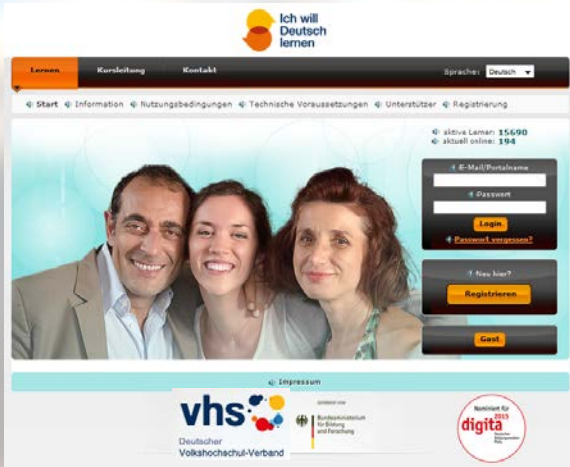 Ich will
Deutsch
lernen
Lernen Kursleitung Kontakt Sprache: Deutsch
Start Information Nutzungsbedingungen Technische Voraussetzungen Unterstützer Registrierung
aktive Lerner: 15690
aktuell online: 194
E-Mail/Portalname
Passwort
Login
Passwort vergessen?
Neu hier?
Registrieren
Gast
Impressum
vhs
Deutscher
Volkshochschul-Verband
Bundesministerium
für Bildung
und Forschung
Nominiert für
2015
digita